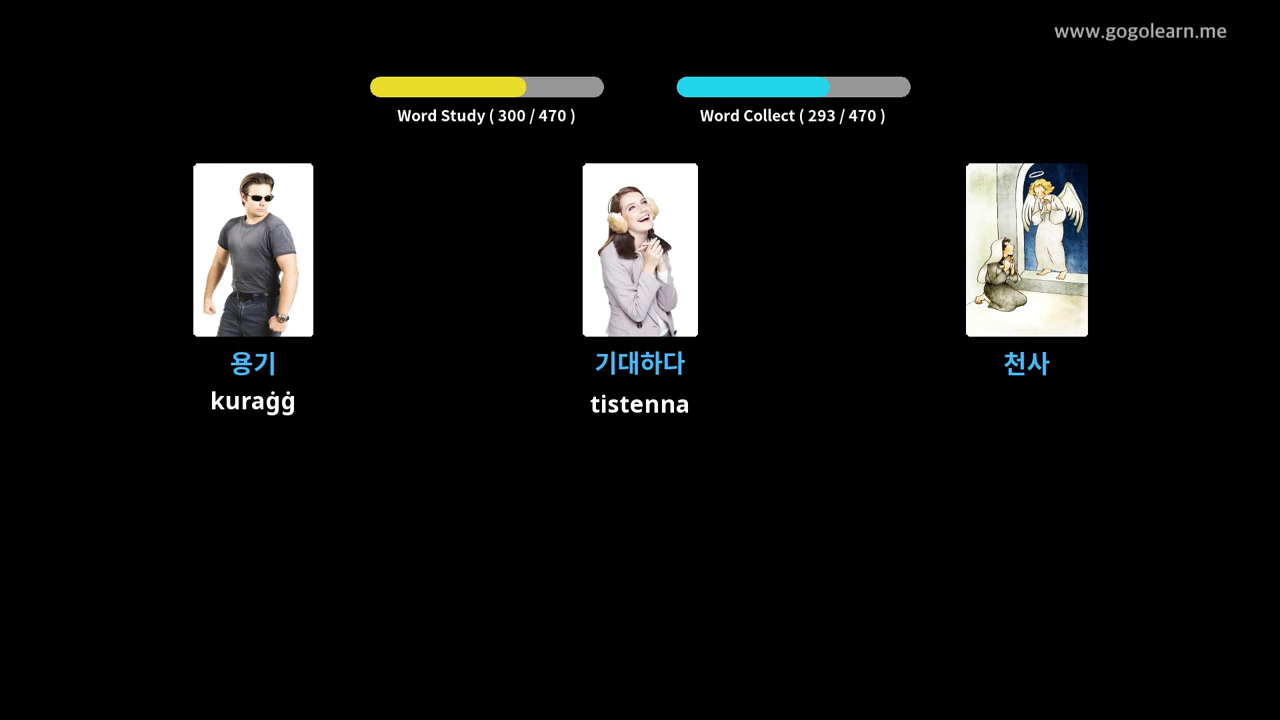 www.gogolearn.me
Word Study ( 300 / 470 )
Word Collect ( 293 / 470 )
용기
기대하다
천사
kuraġġ
tistenna